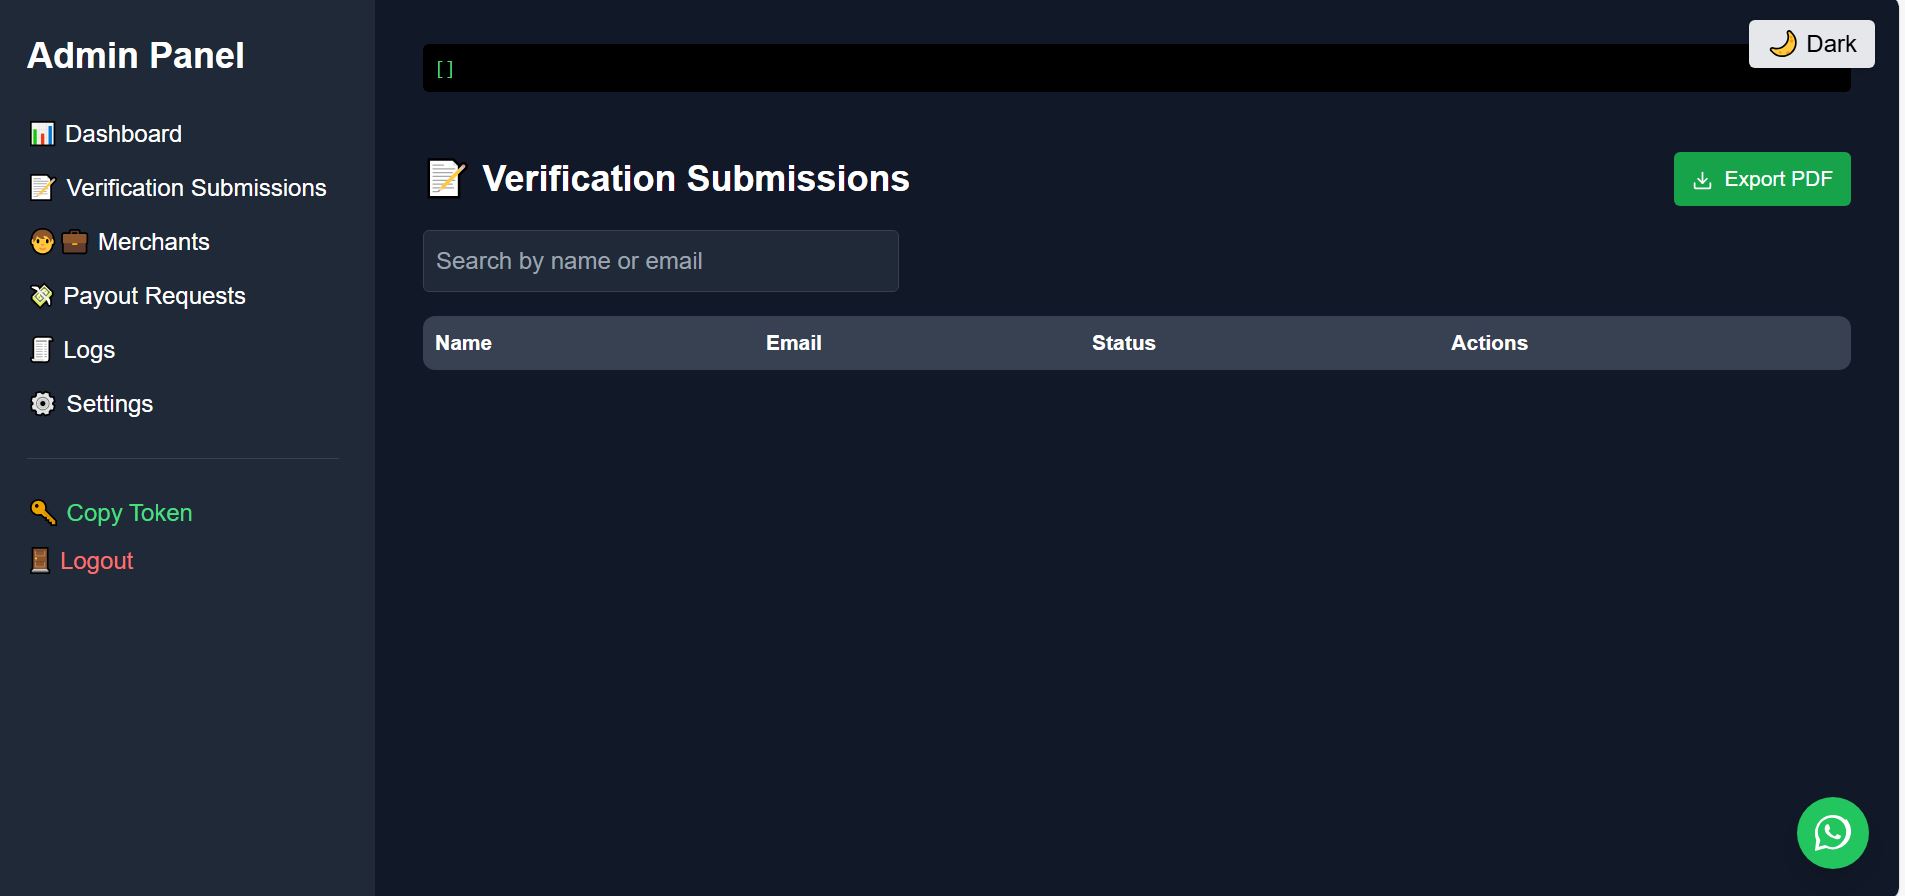 Admin Panel
Dashboard
Verification Submissions
Merchants
Payout Requests
Logs
Settings
Copy Token
Logout
[]
Dark
Verification Submissions
Export PDF
Search by name or email
Name Email Status Actions